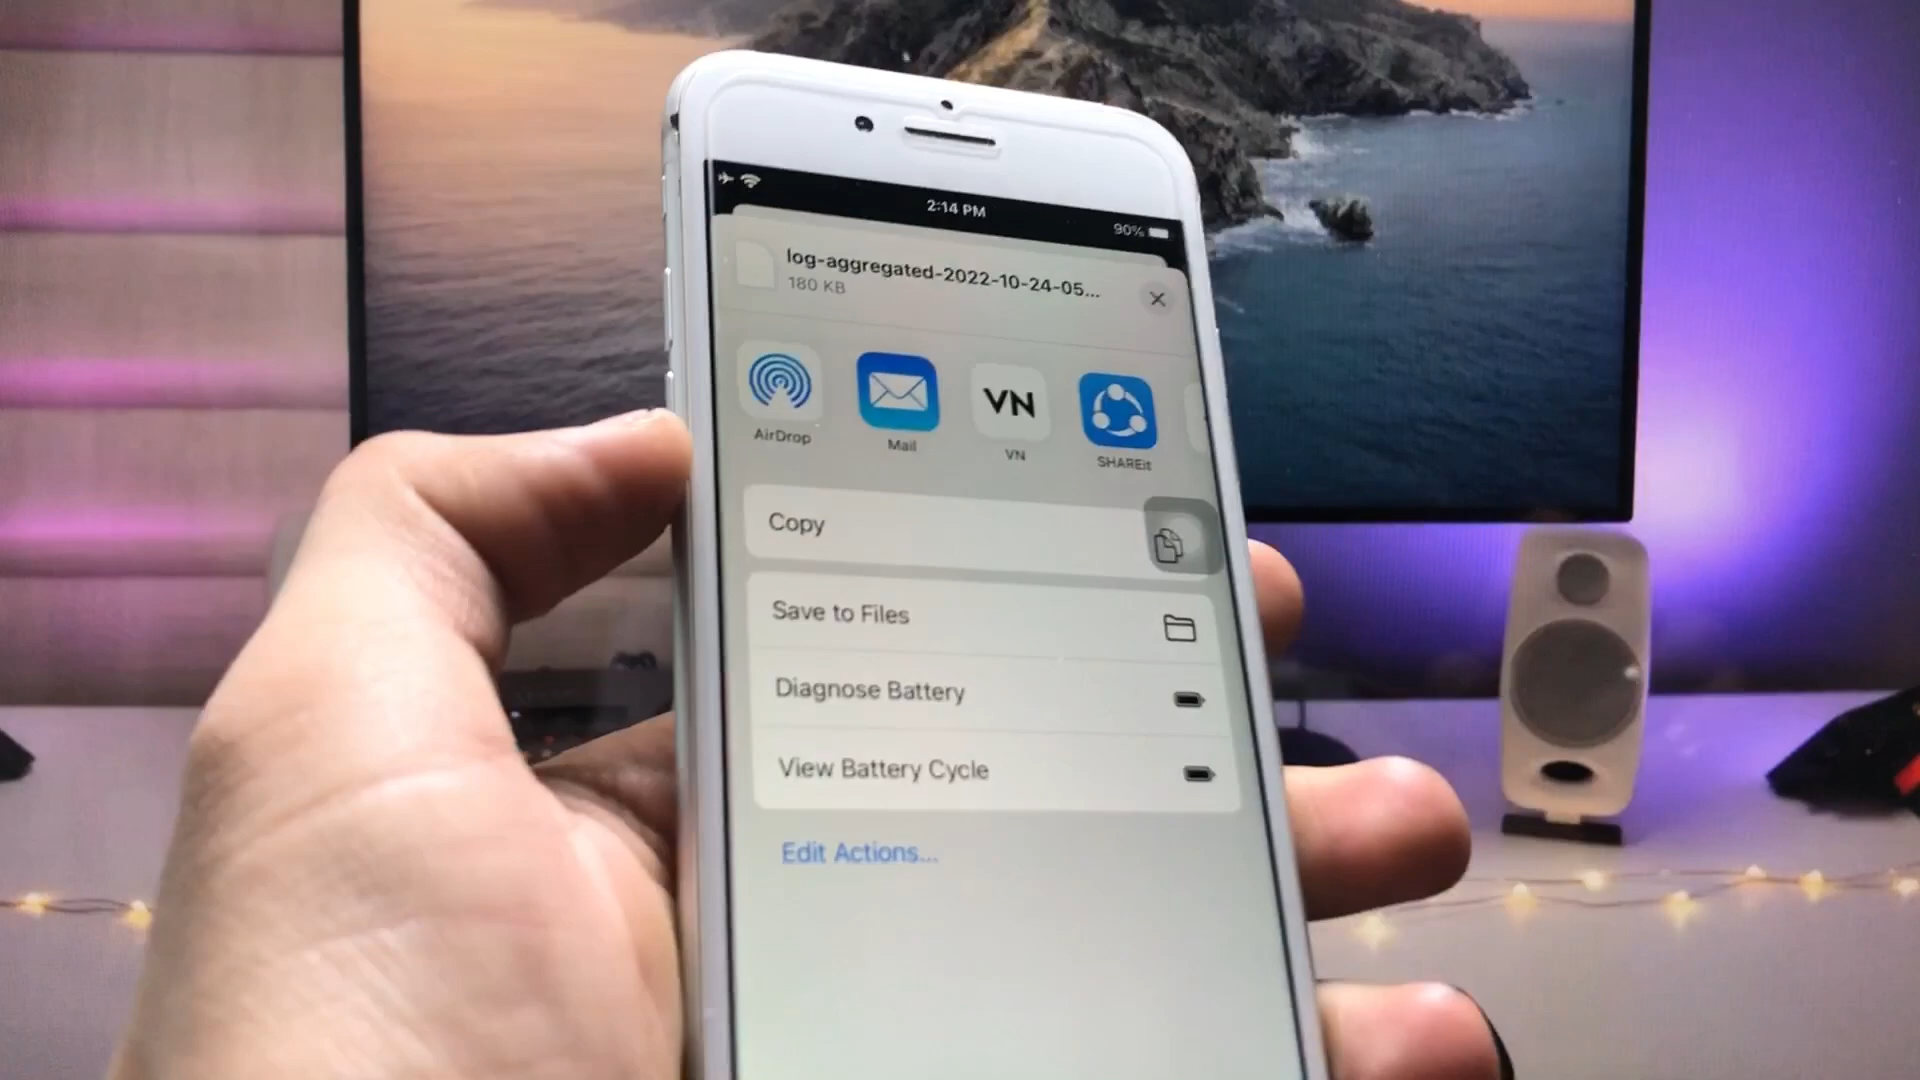 2:14 PM
90%
log-aggregated-2022-10-24-05...
180 KB
AirDrop
Mail
VN
VN
SHAREit
Copy
Save to Files
Diagnose Battery
View Battery Cycle
Edit Actions...